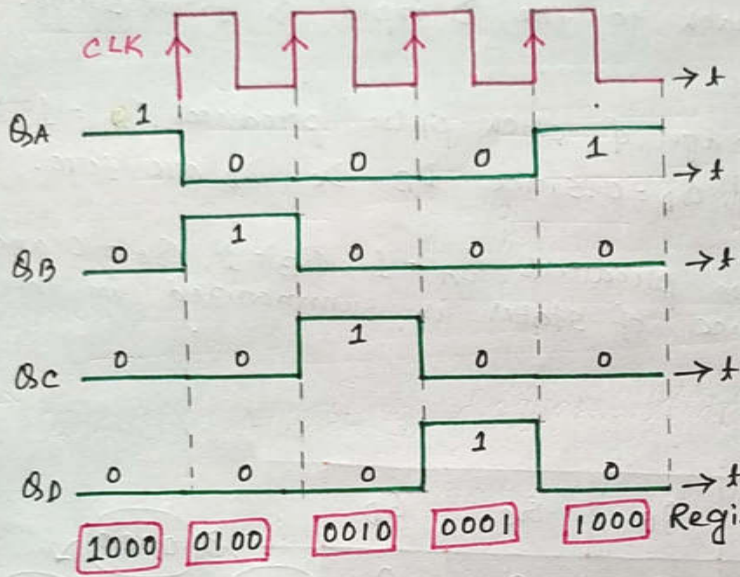 CLK → t
QA 1 0 0 0 1 → t
QB 0 1 0 0 0 → t
QC 0 0 1 0 0 → t
QD 0 0 0 1 0 → t
1000 0100 0010 0001 1000 Regi